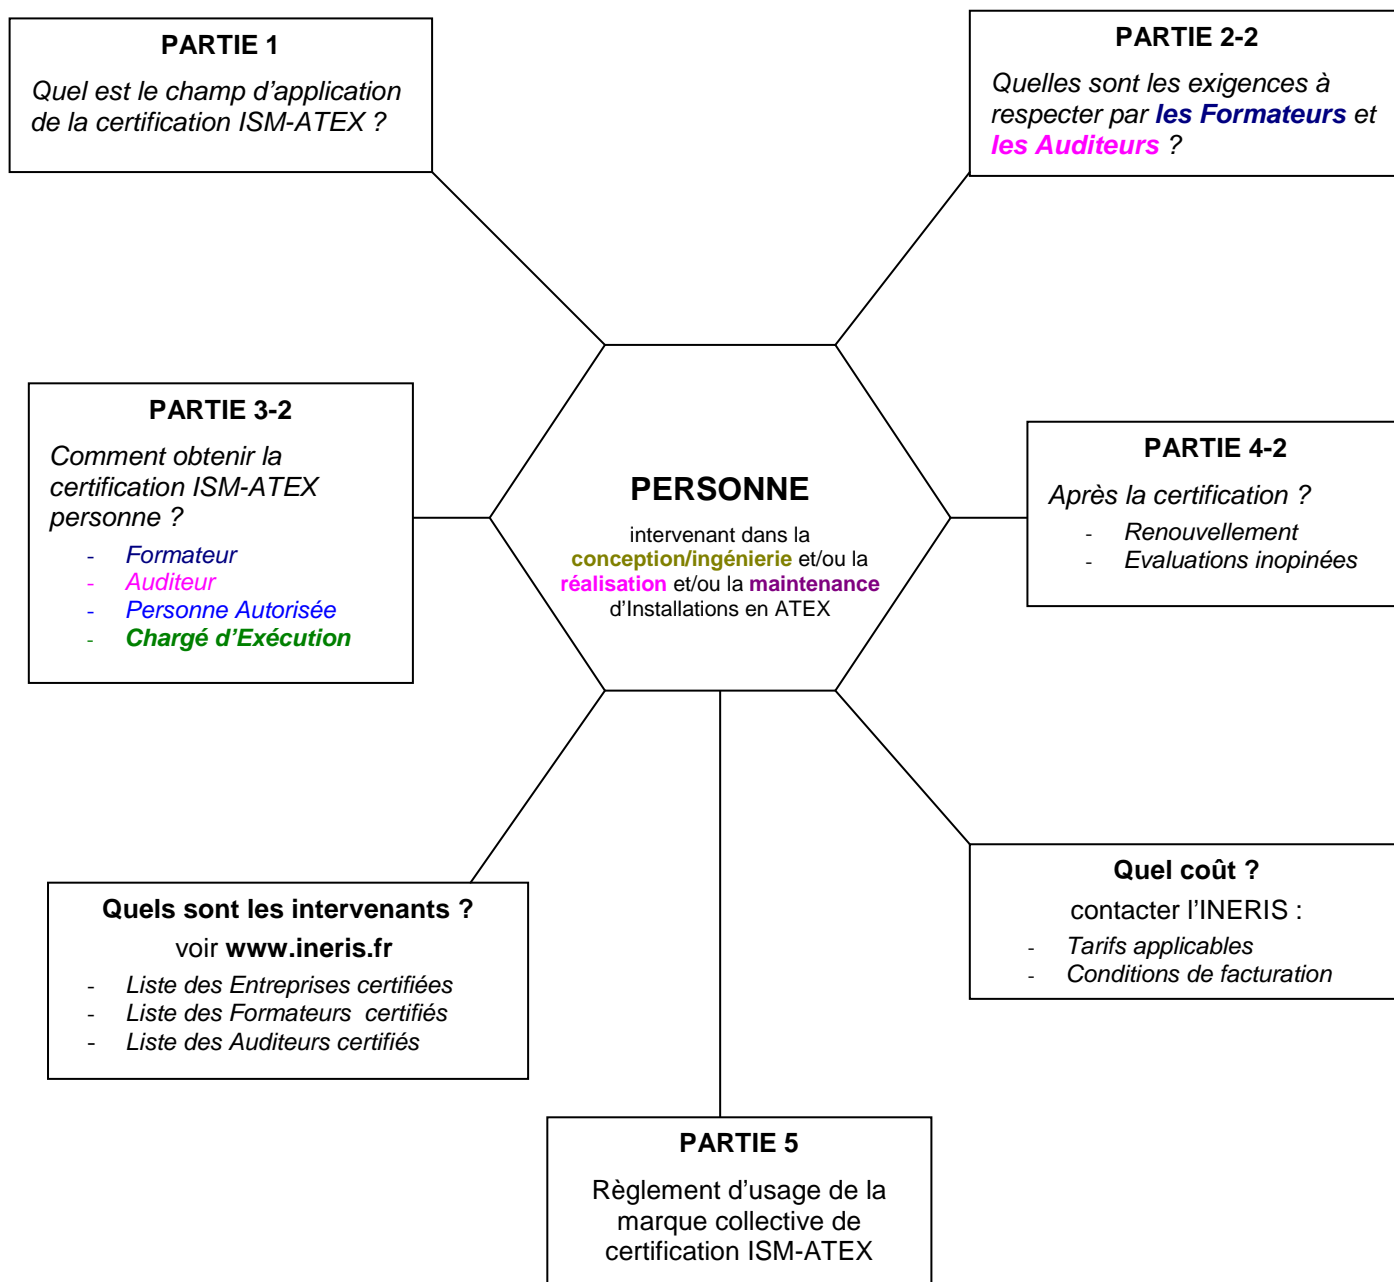 PARTIE 1
Quel est le champ d’application
de la certification ISM-ATEX ?
PARTIE 2-2
Quelles sont les exigences à
respecter par les Formateurs et
les Auditeurs ?
PARTIE 3-2
Comment obtenir la
certification ISM-ATEX
personne ?
- Formateur
- Auditeur
- Personne Autorisée
- Chargé d’Exécution
PERSONNE
intervenant dans la
conception/ingénierie et/ou la
réalisation et/ou la maintenance
d’Installations en ATEX
PARTIE 4-2
Après la certification ?
- Renouvellement
- Evaluations inopinées
Quels sont les intervenants ?
voir www.ineris.fr
- Liste des Entreprises certifiées
- Liste des Formateurs certifiés
- Liste des Auditeurs certifiés
Quel coût ?
contacter l’INERIS :
- Tarifs applicables
- Conditions de facturation
PARTIE 5
Règlement d’usage de la
marque collective de
certification ISM-ATEX